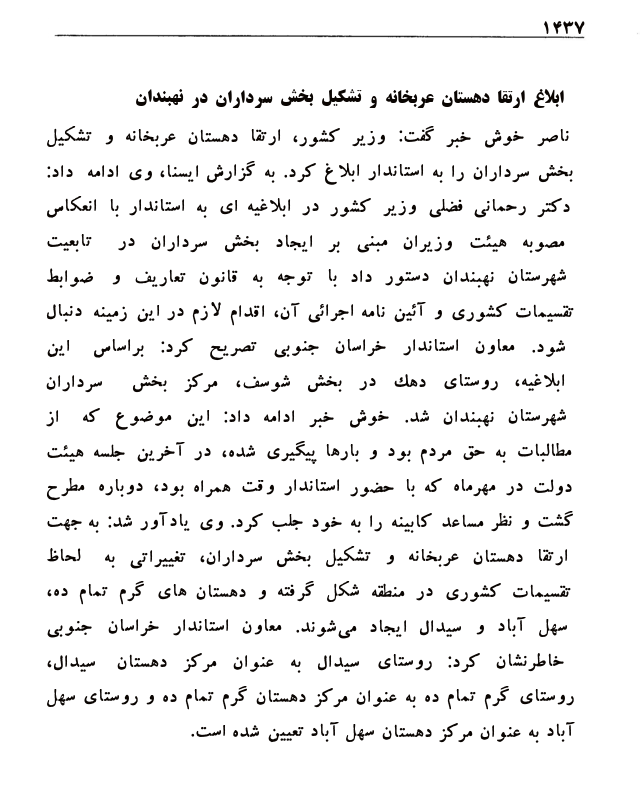 ۱۴۳۷
ابلاغ ارتقا دهستان عربخانه و تشکیل بخش سرداران در نهبندان
ناصر خوش خبر گفت: وزیر کشور، ارتقا دهستان عربخانه و تشکیل
بخش سرداران را به استاندار ابلاغ کرد. به گزارش ایسنا، وی ادامه داد:
دکتر رحمانی فضلی وزیر کشور در ابلاغیه ای به استاندار با انعکاس
مصوبه هیئت وزیران مبنی بر ایجاد بخش سرداران در تابعیت
شهرستان نهبندان دستور داد با توجه به قانون تعاریف و ضوابط
تقسیمات کشوری و آئین نامه اجرائی آن، اقدام لازم در این زمینه دنبال
شود. معاون استاندار خراسان جنوبی تصریح کرد: براساس این
ابلاغیه، روستای دهك در بخش شوسف، مرکز بخش سرداران
شهرستان نهبندان شد. خوش خبر ادامه داد: این موضوع که از
مطالبات به حق مردم بود و بارها پیگیری شده، در آخرین جلسه هیئت
دولت در مهرماه که با حضور استاندار وقت همراه بود، دوباره مطرح
گشت و نظر مساعد کابینه را به خود جلب کرد. وی یادآور شد: به جهت
ارتقا دهستان عربخانه و تشکیل بخش سرداران، تغییراتی به لحاظ
تقسیمات کشوری در منطقه شکل گرفته و دهستان های گرم تمام ده،
سهل آباد و سیدال ایجاد می‌شوند. معاون استاندار خراسان جنوبی
خاطرنشان کرد: روستای سیدال به عنوان مرکز دهستان سیدال،
روستای گرم تمام ده به عنوان مرکز دهستان گرم تمام ده و روستای سهل
آباد به عنوان مرکز دهستان سهل آباد تعیین شده است.